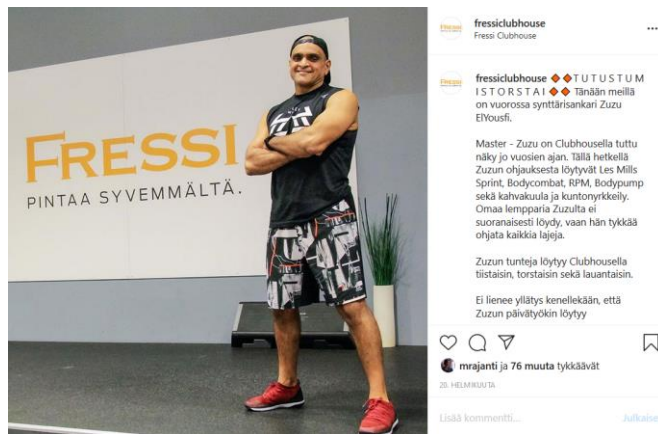 FRESSI
PINTAA SYVEMMÄLTÄ.
fressiclubhouse
Fressi Clubhouse
fressiclubhouse 🔶🔶T U T U S T U M
I S T O R S T A I 🔶🔶 Tänään meillä
on vuorossa synttärisankari Zuzu
ElYousfi.
Master - Zuzu on Clubhousella tuttu
näky jo vuosien ajan. Tällä hetkellä
Zuzun ohjauksesta löytyvät Les Mills
Sprint, Bodycombat, RPM, Bodypump
sekä kahvakuula ja kuntonyrkkeily.
Omaa lempparia Zuzulta ei
suoranaisesti löydy, vaan hän tykkää
ohjata kaikkia lajeja.
Zuzun tunteja löytyy Clubhousella
tiistaisin, torstaisin sekä lauantaisin.
Ei lienee yllätys kenellekään, että
Zuzun päivätyökin löytyy
mrajanti ja 76 muuta tykkäävät
20. HELMIKUUTA
Lisää kommentti...
Julkaise